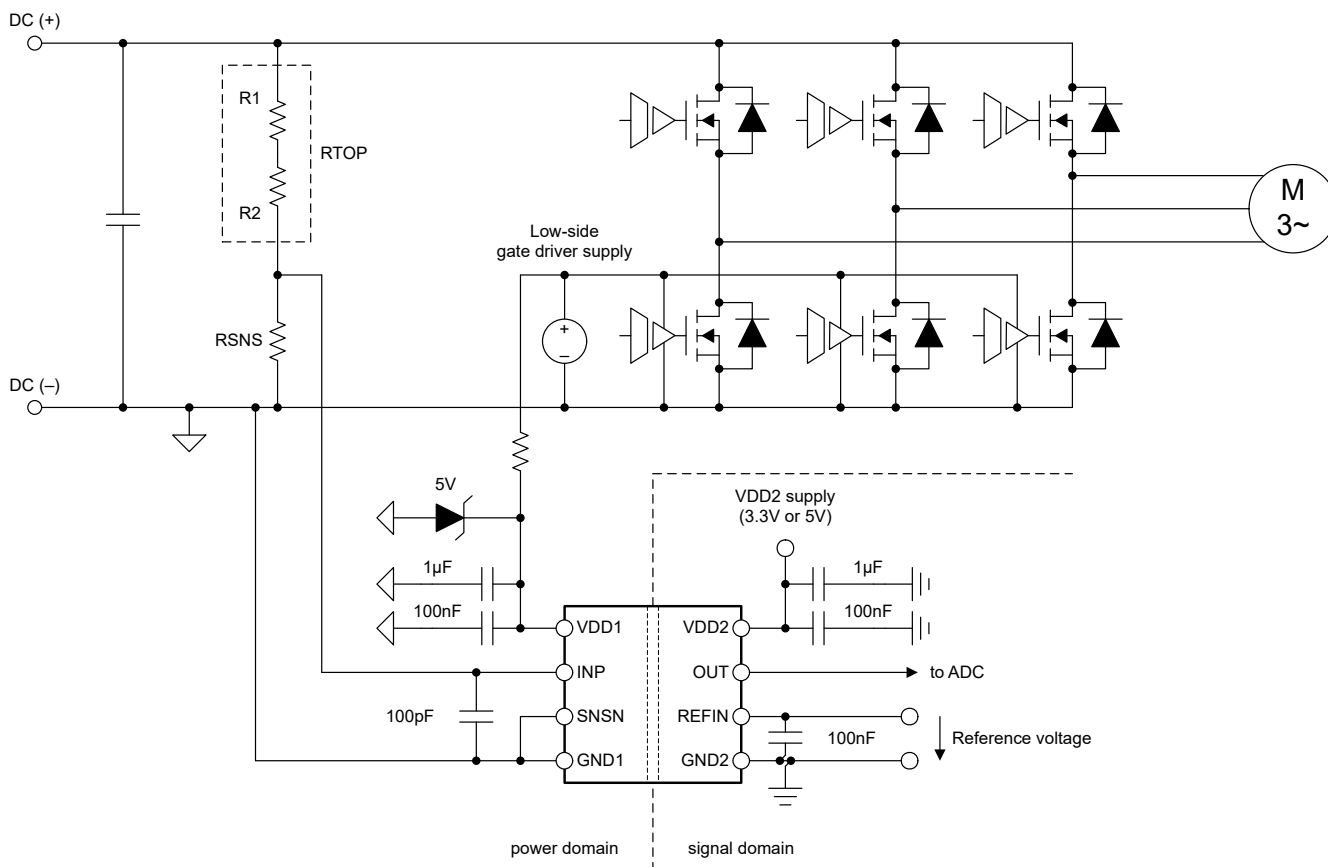 DC (+)
R1
RTOP
R2
M
3~
Low-side
gate driver supply
RSNS
+
–
DC (–)
5V
VDD2 supply
(3.3V or 5V)
1µF
1µF
100nF
100nF
VDD1
VDD2
INP
OUT
to ADC
100pF
SNSN
REFIN
100nF
Reference voltage
GND1
GND2
power domain
signal domain